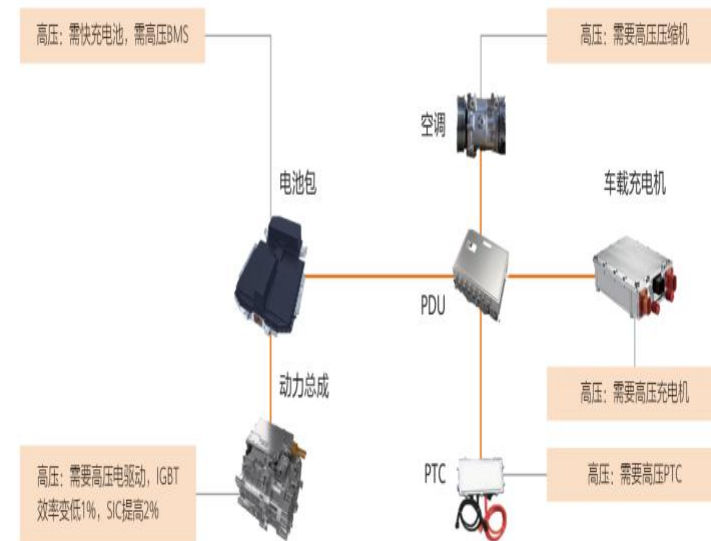 高压：需快充电池，需高压BMS
高压：需要高压压缩机
空调
电池包
车载充电机
PDU
动力总成
高压：需要高压充电机
高压：需要高压电驱动，IGBT
效率变低1%，SIC提高2%
PTC
高压：需要高压PTC